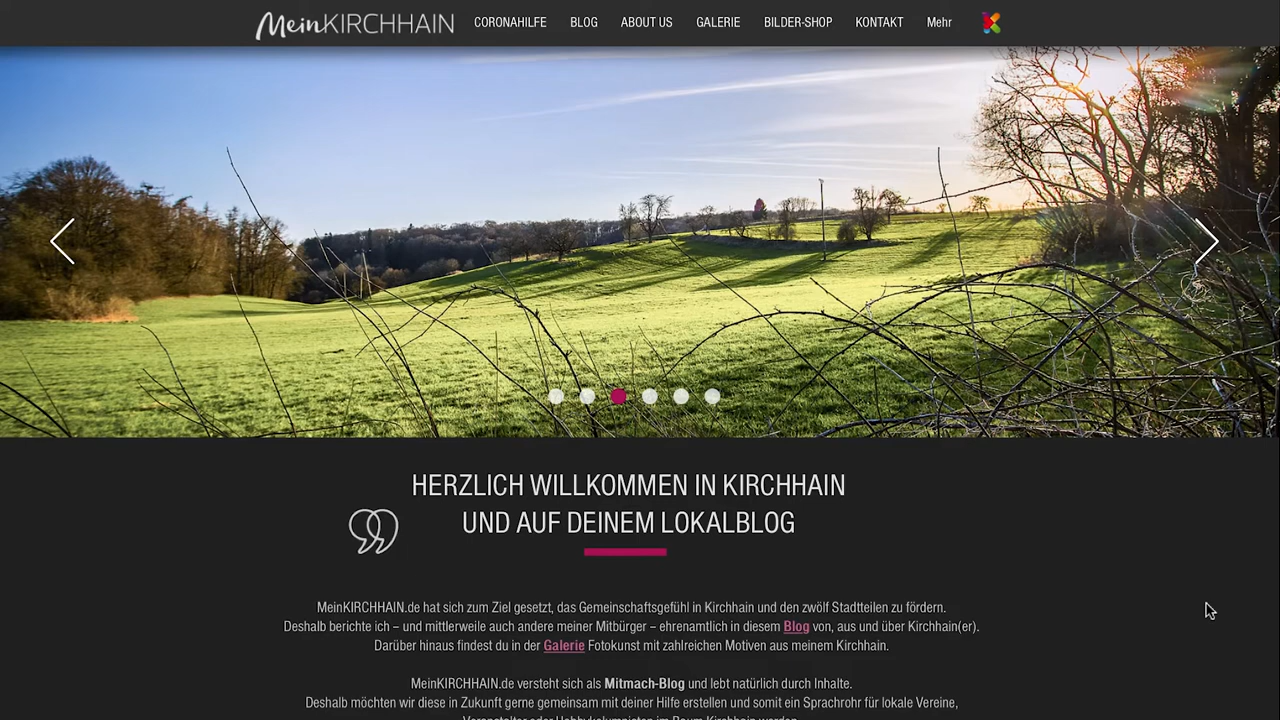 MeinKIRCHHAIN CORONAHILFE BLOG ABOUT US GALERIE BILDER-SHOP KONTAKT Mehr
HERZLICH WILLKOMMEN IN KIRCHHAIN
UND AUF DEINEM LOKALBLOG
MeinKIRCHHAIN.de hat sich zum Ziel gesetzt, das Gemeinschaftsgefühl in Kirchhain und den zwölf Stadtteilen zu fördern.
Deshalb berichte ich – und mittlerweile auch andere meiner Mitbürger – ehrenamtlich in diesem Blog von, aus und über Kirchhain(er).
Darüber hinaus findest du in der Galerie Fotokunst mit zahlreichen Motiven aus meinem Kirchhain.
MeinKIRCHHAIN.de versteht sich als Mitmach-Blog und lebt natürlich durch Inhalte.
Deshalb möchten wir diese in Zukunft gerne gemeinsam mit deiner Hilfe erstellen und somit ein Sprachrohr für lokale Vereine,